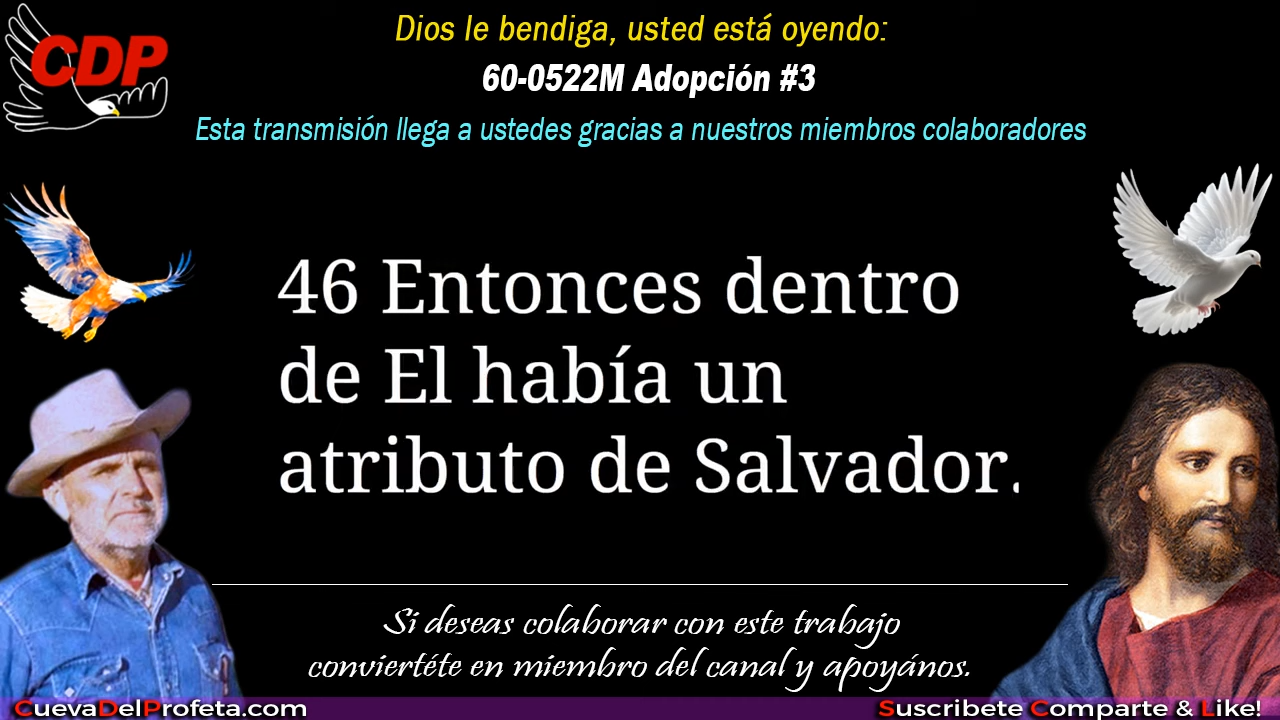 CDP
Dios le bendiga, usted está oyendo:
60-0522M Adopción #3
Esta transmisión llega a ustedes gracias a nuestros miembros colaboradores
46 Entonces dentro
de El había un
atributo de Salvador.
Si deseas colaborar con este trabajo
conviertéte en miembro del canal y apoyános.
CuevaDelProfeta.com
Suscribete Comparte & Like!